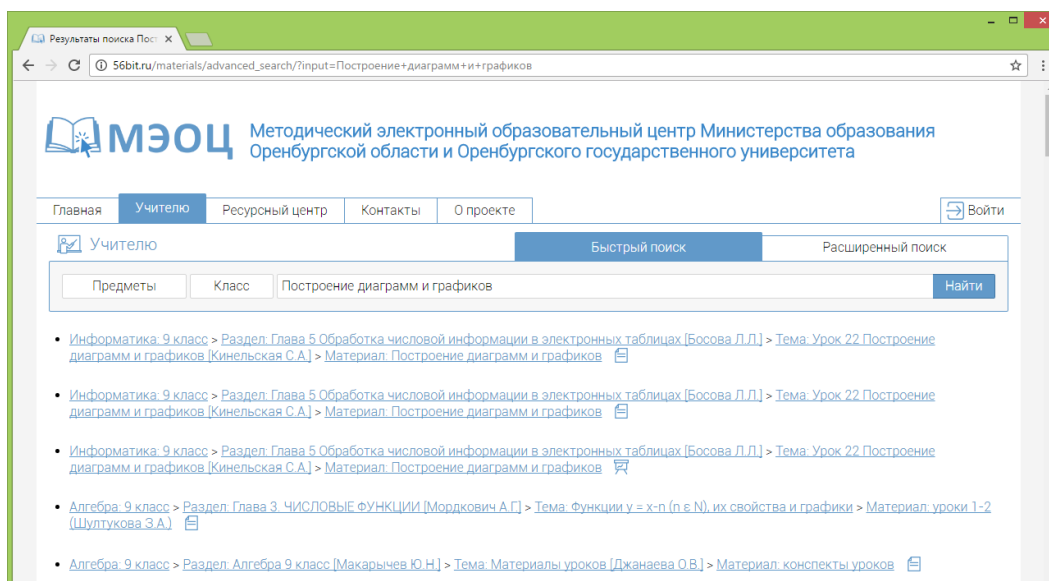 Результаты поиска Пост
56bit.ru/materials/advanced_search/?input=Построение+диаграмм+и+графиков
МЭОЦ
Методический электронный образовательный центр Министерства образования
Оренбургской области и Оренбургского государственного университета
Главная Учителю Ресурсный центр Контакты О проекте Войти
Учителю Быстрый поиск Расширенный поиск
Предметы Класс Построение диаграмм и графиков Найти
• Информатика: 9 класс > Раздел: Глава 5 Обработка числовой информации в электронных таблицах [Босова Л.Л.] > Тема: Урок 22 Построение
диаграмм и графиков [Кинельская С.А.] > Материал: Построение диаграмм и графиков
• Информатика: 9 класс > Раздел: Глава 5 Обработка числовой информации в электронных таблицах [Босова Л.Л.] > Тема: Урок 22 Построение
диаграмм и графиков [Кинельская С.А.] > Материал: Построение диаграмм и графиков
• Информатика: 9 класс > Раздел: Глава 5 Обработка числовой информации в электронных таблицах [Босова Л.Л.] > Тема: Урок 22 Построение
диаграмм и графиков [Кинельская С.А.] > Материал: Построение диаграмм и графиков
• Алгебра: 9 класс > Раздел: Глава 3. ЧИСЛОВЫЕ ФУНКЦИИ [Мордкович А.Г] > Тема: Функции y = x-n (n ε N), их свойства и графики > Материал: уроки 1-2
(Шултукова З.А.)
• Алгебра: 9 класс > Раздел: Алгебра 9 класс [Макарычев Ю.Н.] > Тема: Материалы уроков [Джанаева О.В.] > Материал: конспекты уроков